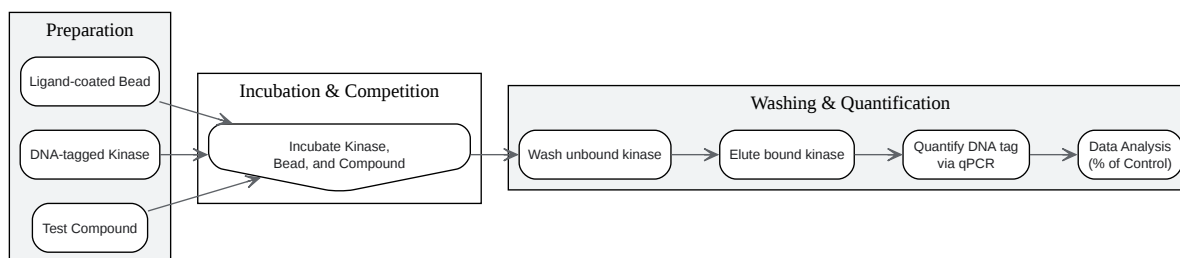 Preparation
Ligand-coated Bead
DNA-tagged Kinase
Test Compound
Incubation & Competition
Incubate Kinase,
Bead, and Compound
Washing & Quantification
Wash unbound kinase
Elute bound kinase
Quantify DNA tag
via qPCR
Data Analysis
(% of Control)